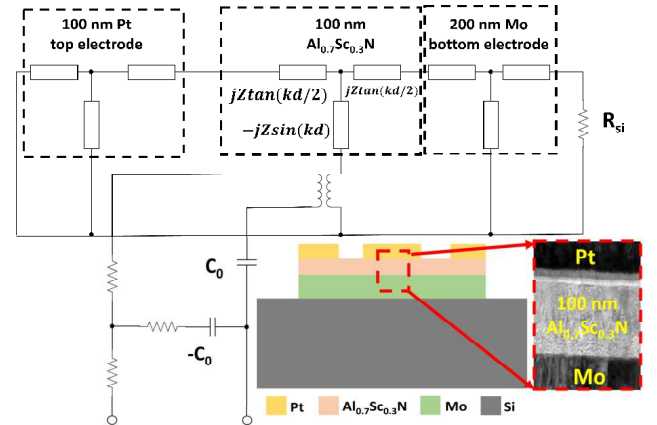 100 nm Pt
top electrode
100 nm
Al0.7Sc0.3N
200 nm Mo
bottom electrode
jZtan(kd/2)
jZtan(kd/2)
−jZsin(kd)
Rsi
C0
-C0
Pt
100 nm
Al0.7Sc0.3N
Mo
Pt
Al0.7Sc0.3N
Mo
Si